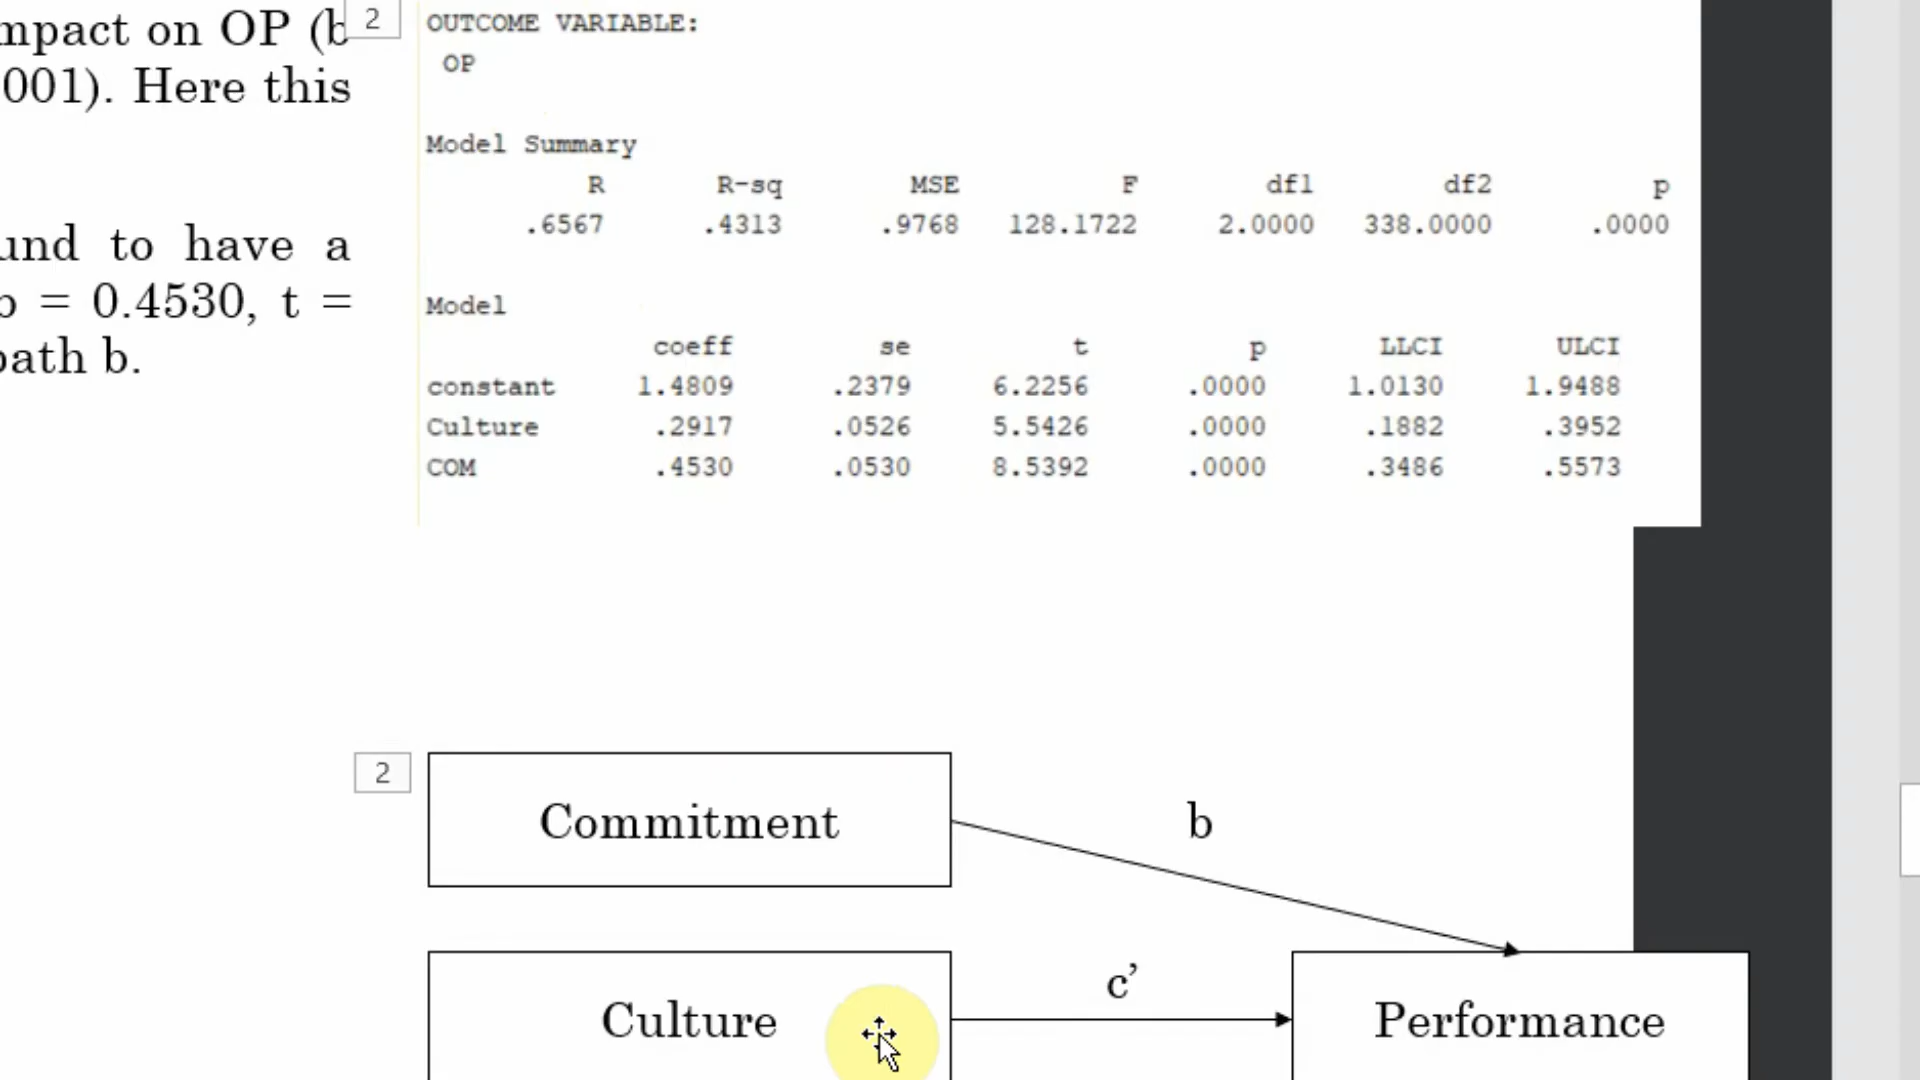 mpact on OP (b
001). Here this
und to have a
b = 0.4530, t =
path b.
2
OUTCOME VARIABLE:
OP
Model Summary
R R-sq MSE F df1 df2 p
.6567 .4313 .9768 128.1722 2.0000 338.0000 .0000
Model
coeff se t p LLCI ULCI
constant 1.4809 .2379 6.2256 .0000 1.0130 1.9488
Culture .2917 .0526 5.5426 .0000 .1882 .3952
COM .4530 .0530 8.5392 .0000 .3486 .5573
2
Commitment
b
c’
Culture
Performance